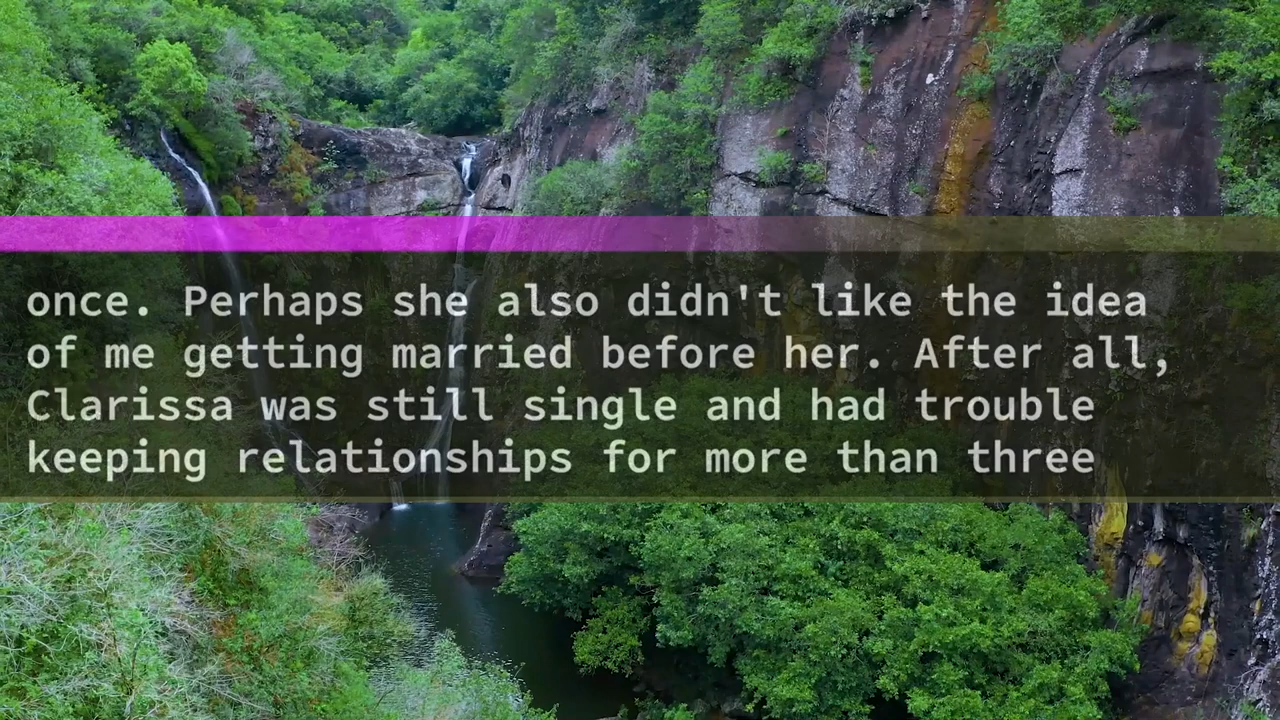 once. Perhaps she also didn't like the idea
of me getting married before her. After all,
Clarissa was still single and had trouble
keeping relationships for more than three